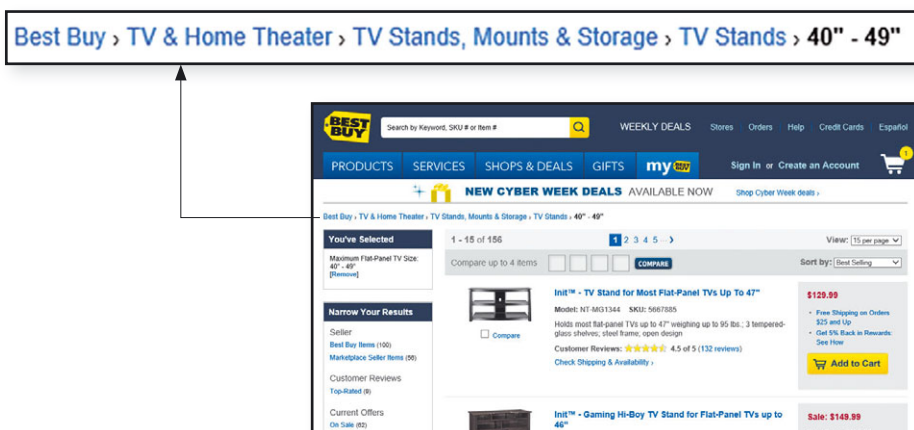 Best Buy › TV & Home Theater › TV Stands, Mounts & Storage › TV Stands › 40" - 49"
BEST BUY
Search by Keyword, SKU # or Item #
WEEKLY DEALS Stores Orders Help Credit Cards Español
PRODUCTS SERVICES SHOPS & DEALS GIFTS my BEST BUY Sign In or Create an Account 1
NEW CYBER WEEK DEALS AVAILABLE NOW Shop Cyber Week deals ›
Best Buy › TV & Home Theater › TV Stands, Mounts & Storage › TV Stands › 40" - 49"
You've Selected
Maximum Flat-Panel TV Size:
40" - 49"
[Remove]
Narrow Your Results
Seller
Best Buy Items (100)
Marketplace Seller Items (56)
Customer Reviews
Top-Rated (9)
Current Offers
On Sale (62)
1 - 15 of 156 1 2 3 4 5 ... › View: 15 per page
Compare up to 4 items COMPARE Sort by: Best Selling
Compare
Init™ - TV Stand for Most Flat-Panel TVs Up To 47"
Model: NT-MG1344 SKU: 5667885
Holds most flat-panel TVs up to 47" weighing up to 95 lbs.; 3 tempered-
glass shelves; steel frame; open design
Customer Reviews: 4.5 of 5 (132 reviews)
Check Shipping & Availability ›
$129.99
Free Shipping on Orders
$25 and Up
Get 5% Back in Rewards:
See How
Add to Cart
Init™ - Gaming Hi-Boy TV Stand for Flat-Panel TVs up to
46"
Sale: $149.99